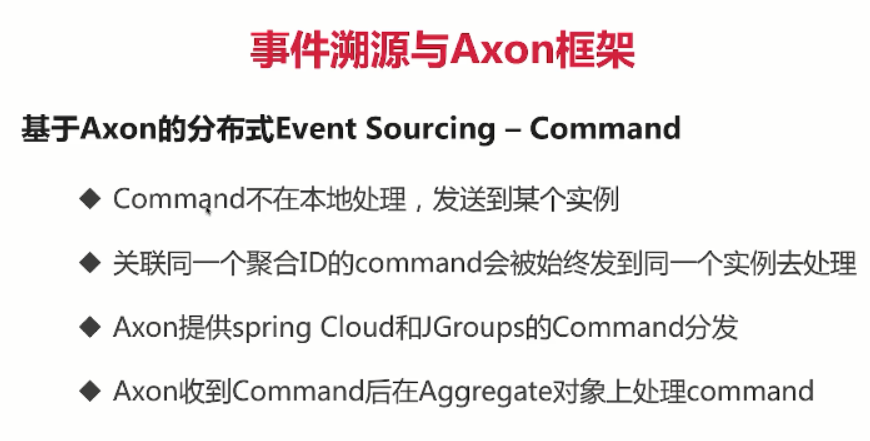 事件溯源与Axon框架
基于Axon的分布式Event Sourcing – Command
◆ Command不在本地处理，发送到某个实例
◆ 关联同一个聚合ID的command会被始终发到同一个实例去处理
◆ Axon提供spring Cloud和JGroups的Command分发
◆ Axon收到Command后在Aggregate对象上处理command